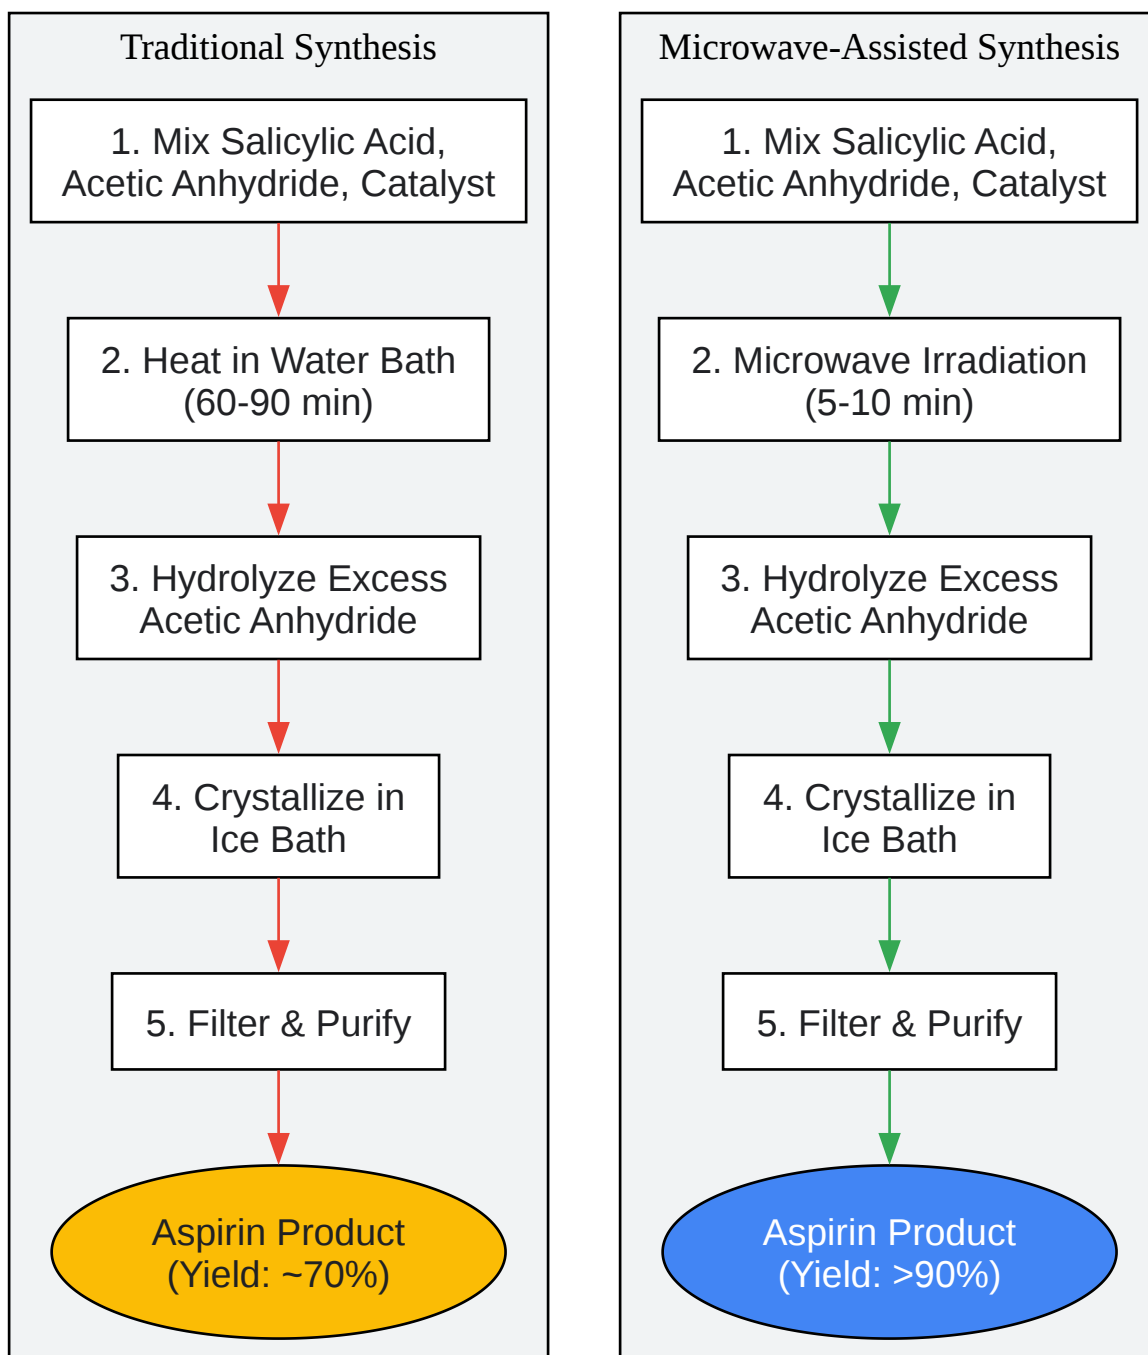 Traditional Synthesis
1. Mix Salicylic Acid,
Acetic Anhydride, Catalyst
2. Heat in Water Bath
(60-90 min)
3. Hydrolyze Excess
Acetic Anhydride
4. Crystallize in
Ice Bath
5. Filter & Purify
Aspirin Product
(Yield: ~70%)
Microwave-Assisted Synthesis
1. Mix Salicylic Acid,
Acetic Anhydride, Catalyst
2. Microwave Irradiation
(5-10 min)
3. Hydrolyze Excess
Acetic Anhydride
4. Crystallize in
Ice Bath
5. Filter & Purify
Aspirin Product
(Yield: >90%)